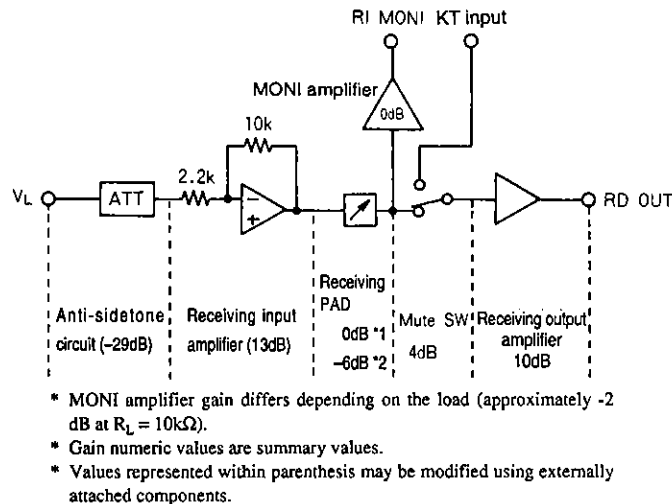 RI MONI KT input
MONI amplifier
0dB
10k
2.2k
V_L
ATT
−
+
RD OUT
Anti-sidetone
circuit (−29dB)
Receiving input
amplifier (13dB)
Receiving
PAD
0dB *1
−6dB *2
Mute SW
4dB
Receiving output
amplifier
10dB
* MONI amplifier gain differs depending on the load (approximately -2
dB at R_L = 10kΩ).
* Gain numeric values are summary values.
* Values represented within parenthesis may be modified using externally
attached components.